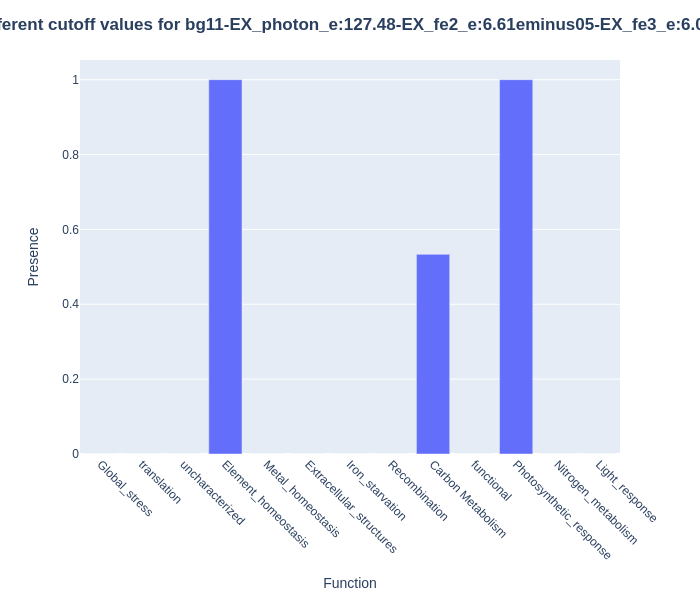 ferent cutoff values for bg11-EX_photon_e:127.48-EX_fe2_e:6.61eminus05-EX_fe3_e:6.0
1
0.8
0.6
0.4
0.2
0
Presence
Global_stress
translation
uncharacterized
Element_homeostasis
Metal_homeostasis
Extracellular_structures
Iron_starvation
Recombination
Carbon Metabolism
functional
Photosynthetic_response
Nitrogen_metabolism
Light_response
Function